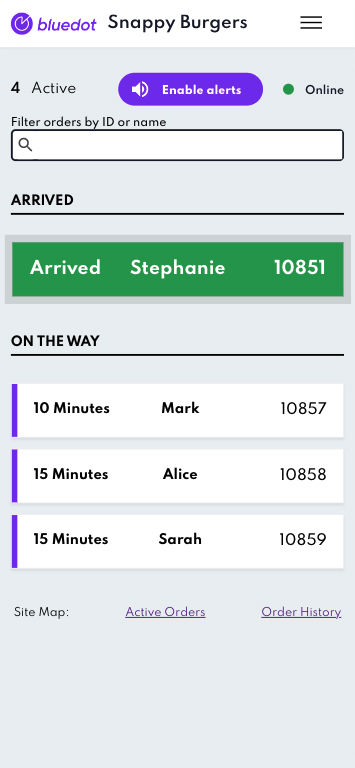 bluedot Snappy Burgers
4 Active Enable alerts Online
Filter orders by ID or name
ARRIVED
Arrived Stephanie 10851
ON THE WAY
10 Minutes Mark 10857
15 Minutes Alice 10858
15 Minutes Sarah 10859
Site Map: Active Orders Order History